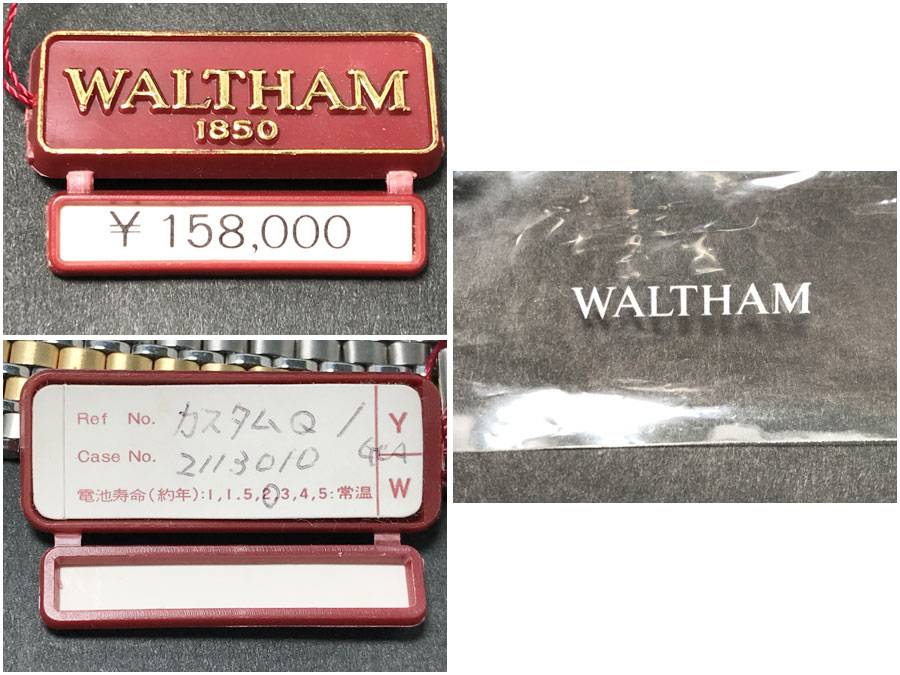 WALTHAM
1850
¥ 158,000
Ref No. カスタムQ / Y
Case No. 2113010 W
電池寿命(約年):1,1.5,2,3,4,5:常温
WALTHAM